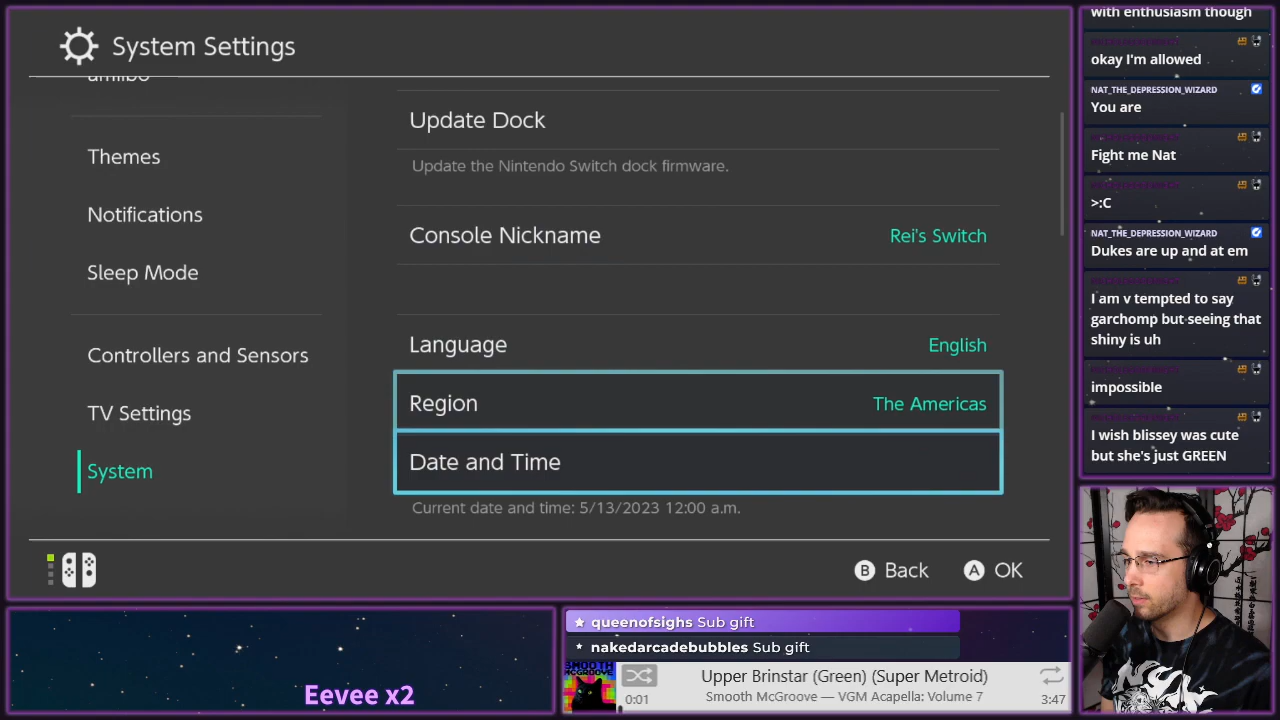 System Settings
amiibo
Themes
Notifications
Sleep Mode
Controllers and Sensors
TV Settings
System
Update Dock
Update the Nintendo Switch dock firmware.
Console Nickname Rei's Switch
Language English
Region The Americas
Date and Time
Current date and time: 5/13/2023 12:00 a.m.
B Back A OK
with enthusiasm though
okay I'm allowed
NAT_THE_DEPRESSION_WIZARD
You are
Fight me Nat
>:C
NAT_THE_DEPRESSION_WIZARD
Dukes are up and at em
I am v tempted to say
garchomp but seeing that
shiny is uh
impossible
I wish blissey was cute
but she's just GREEN
Eevee x2
queenofsighs Sub gift
nakedarcadebubbles Sub gift
SMOOTH
MCGROOVE
Upper Brinstar (Green) (Super Metroid)
Smooth McGroove — VGM Acapella: Volume 7
0:01
3:47